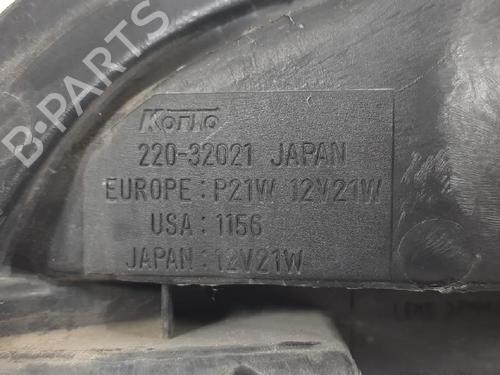 B-PARTS
Koito
220-32021 JAPAN
EUROPE : P21W 12V21W
USA : 1156
JAPAN : 12V21W